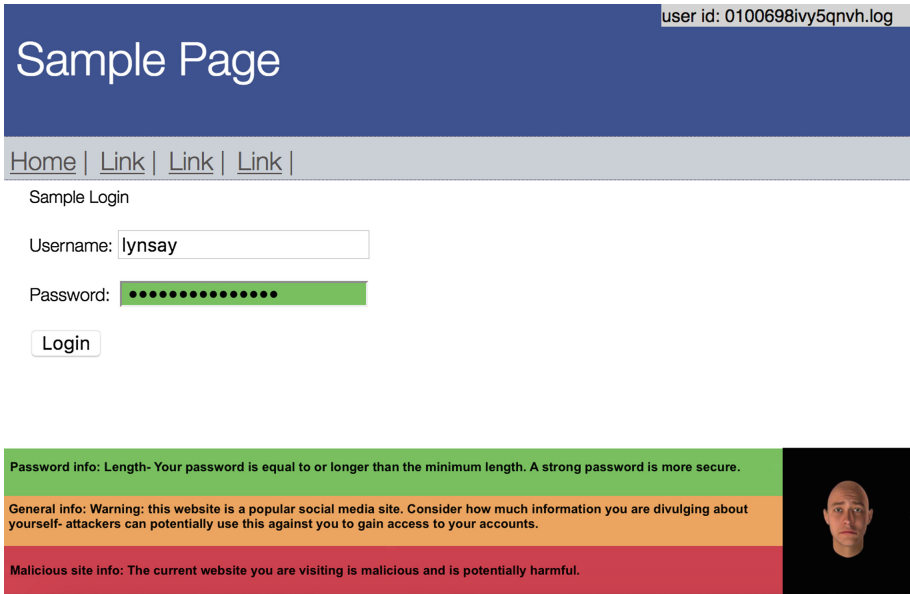 user id: 0100698ivy5qnvh.log
Sample Page
Home | Link | Link | Link |
Sample Login
Username: lynsay
Password: •••••••••••••••
Login
Password info: Length- Your password is equal to or longer than the minimum length. A strong password is more secure.
General info: Warning: this website is a popular social media site. Consider how much information you are divulging about
yourself- attackers can potentially use this against you to gain access to your accounts.
Malicious site info: The current website you are visiting is malicious and is potentially harmful.